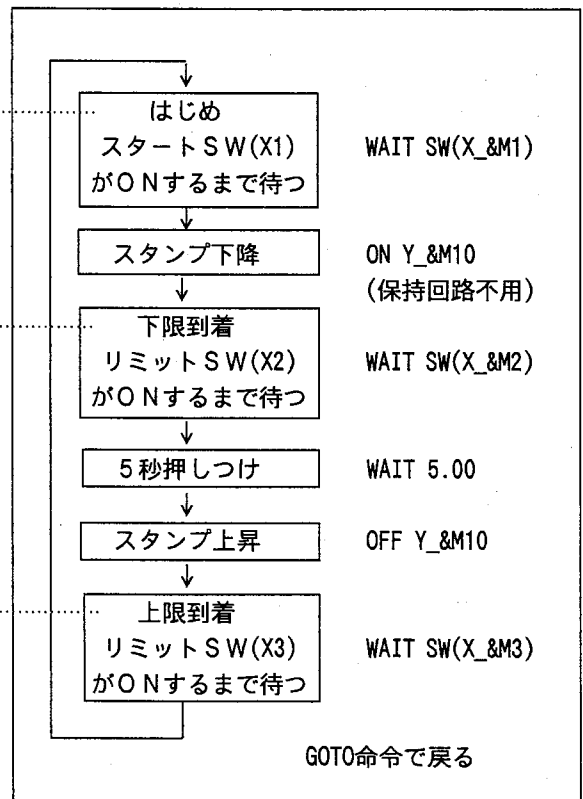 はじめ
スタートＳＷ(X1)
がＯＮするまで待つ
WAIT SW(X_&M1)
スタンプ下降
ON Y_&M10
(保持回路不用)
下限到着
リミットＳＷ(X2)
がＯＮするまで待つ
WAIT SW(X_&M2)
５秒押しつけ
WAIT 5.00
スタンプ上昇
OFF Y_&M10
上限到着
リミットＳＷ(X3)
がＯＮするまで待つ
WAIT SW(X_&M3)
GOTO命令で戻る